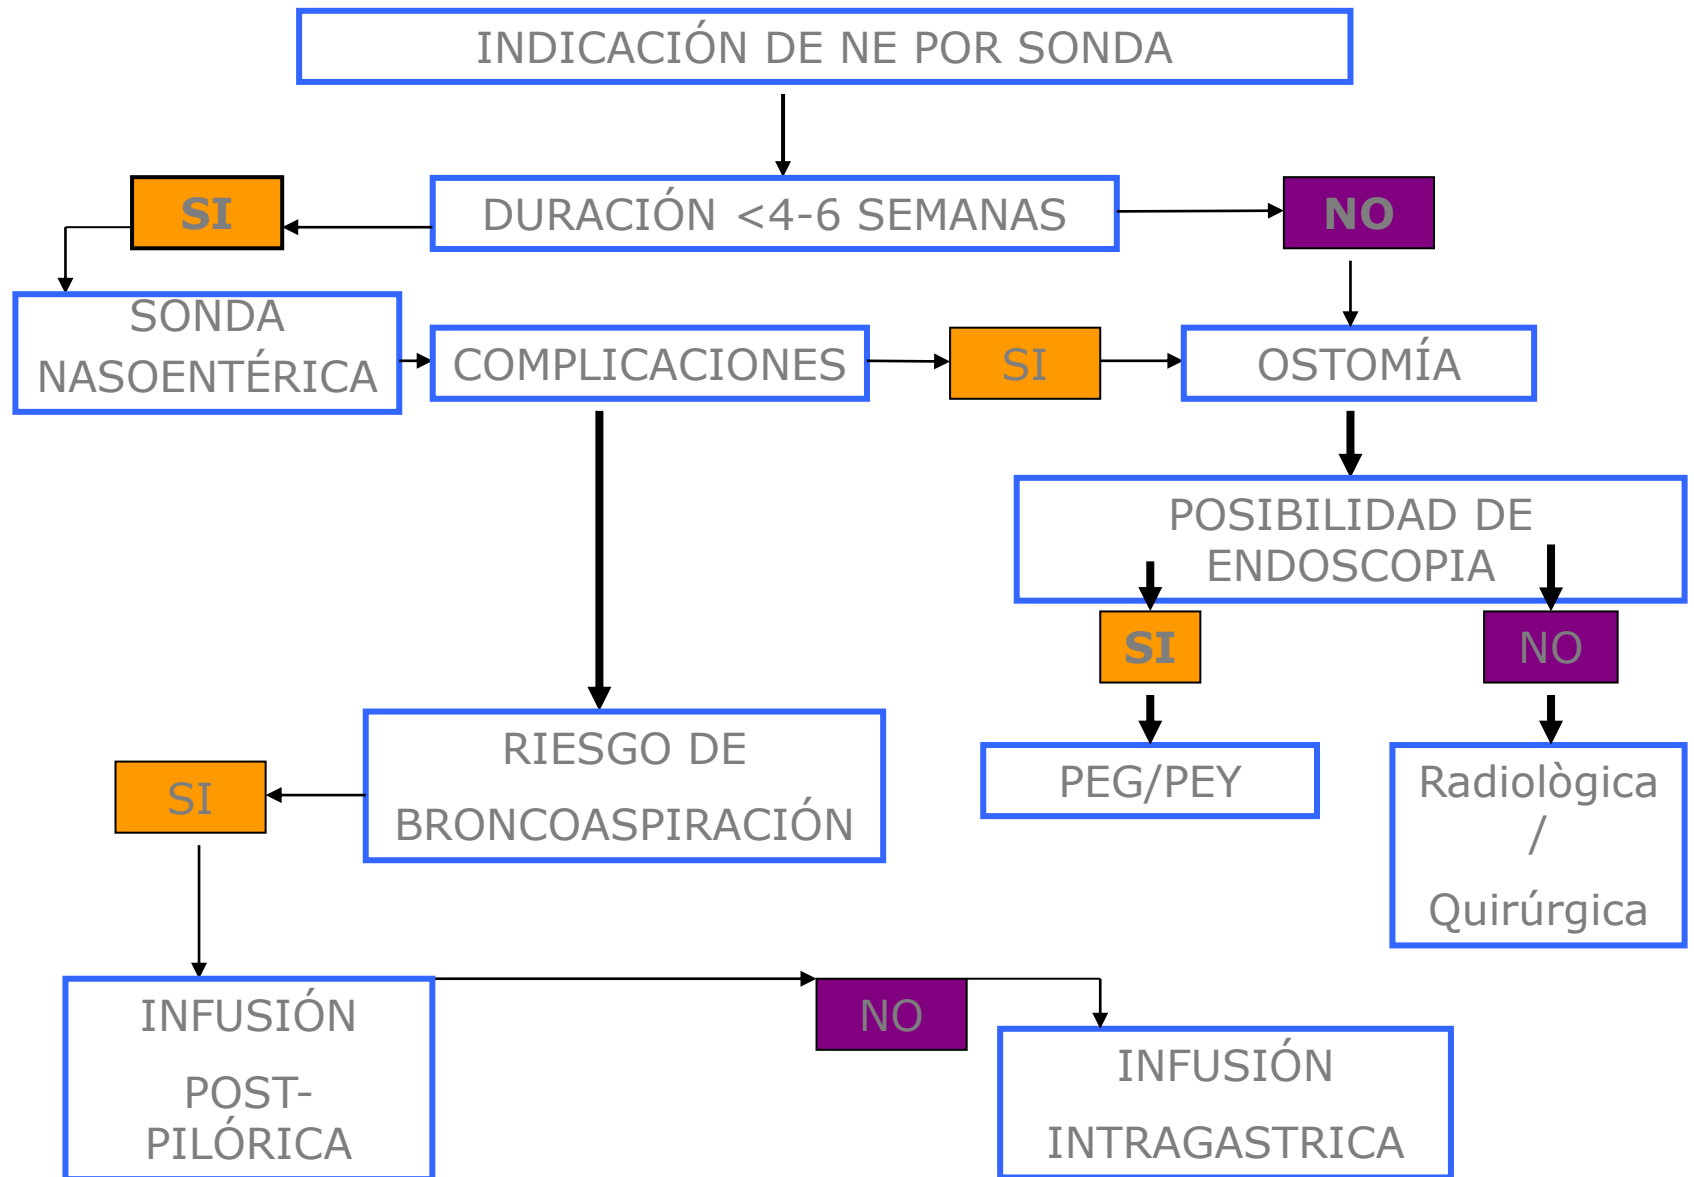 INDICACIÓN DE NE POR SONDA
SI
DURACIÓN <4-6 SEMANAS
NO
SONDA
NASOENTÉRICA
COMPLICACIONES
SI
OSTOMÍA
POSIBILIDAD DE
ENDOSCOPIA
SI
NO
RIESGO DE
BRONCOASPIRACIÓN
SI
PEG/PEY
Radiològica
/
Quirúrgica
INFUSIÓN
POST-
PILÓRICA
NO
INFUSIÓN
INTRAGASTRICA